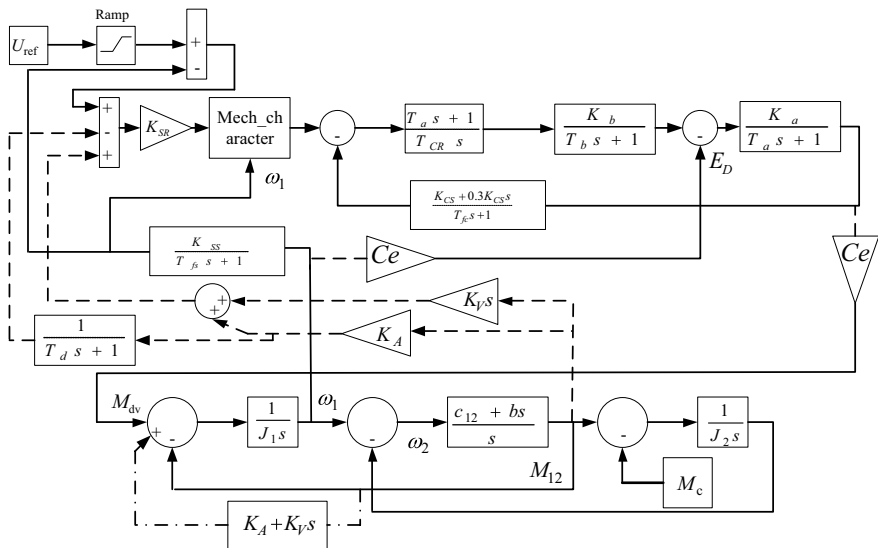 Ramp
U_ref
+
-
+
-
+
K_SR
Mech_ch
aracter
ω_1
-
T_a s + 1
T_CR s
K_b
T_b s + 1
-
E_D
K_a
T_a s + 1
K_CS + 0.3K_CS s
T_fc s + 1
K_SS
T_fs s + 1
Ce
Ce
+
+
K_V s
K_A
1
T_d s + 1
M_dv
+
-
1
J_1 s
ω_1
-
ω_2
c_12 + bs
s
M_12
-
1
J_2 s
M_c
K_A + K_V s